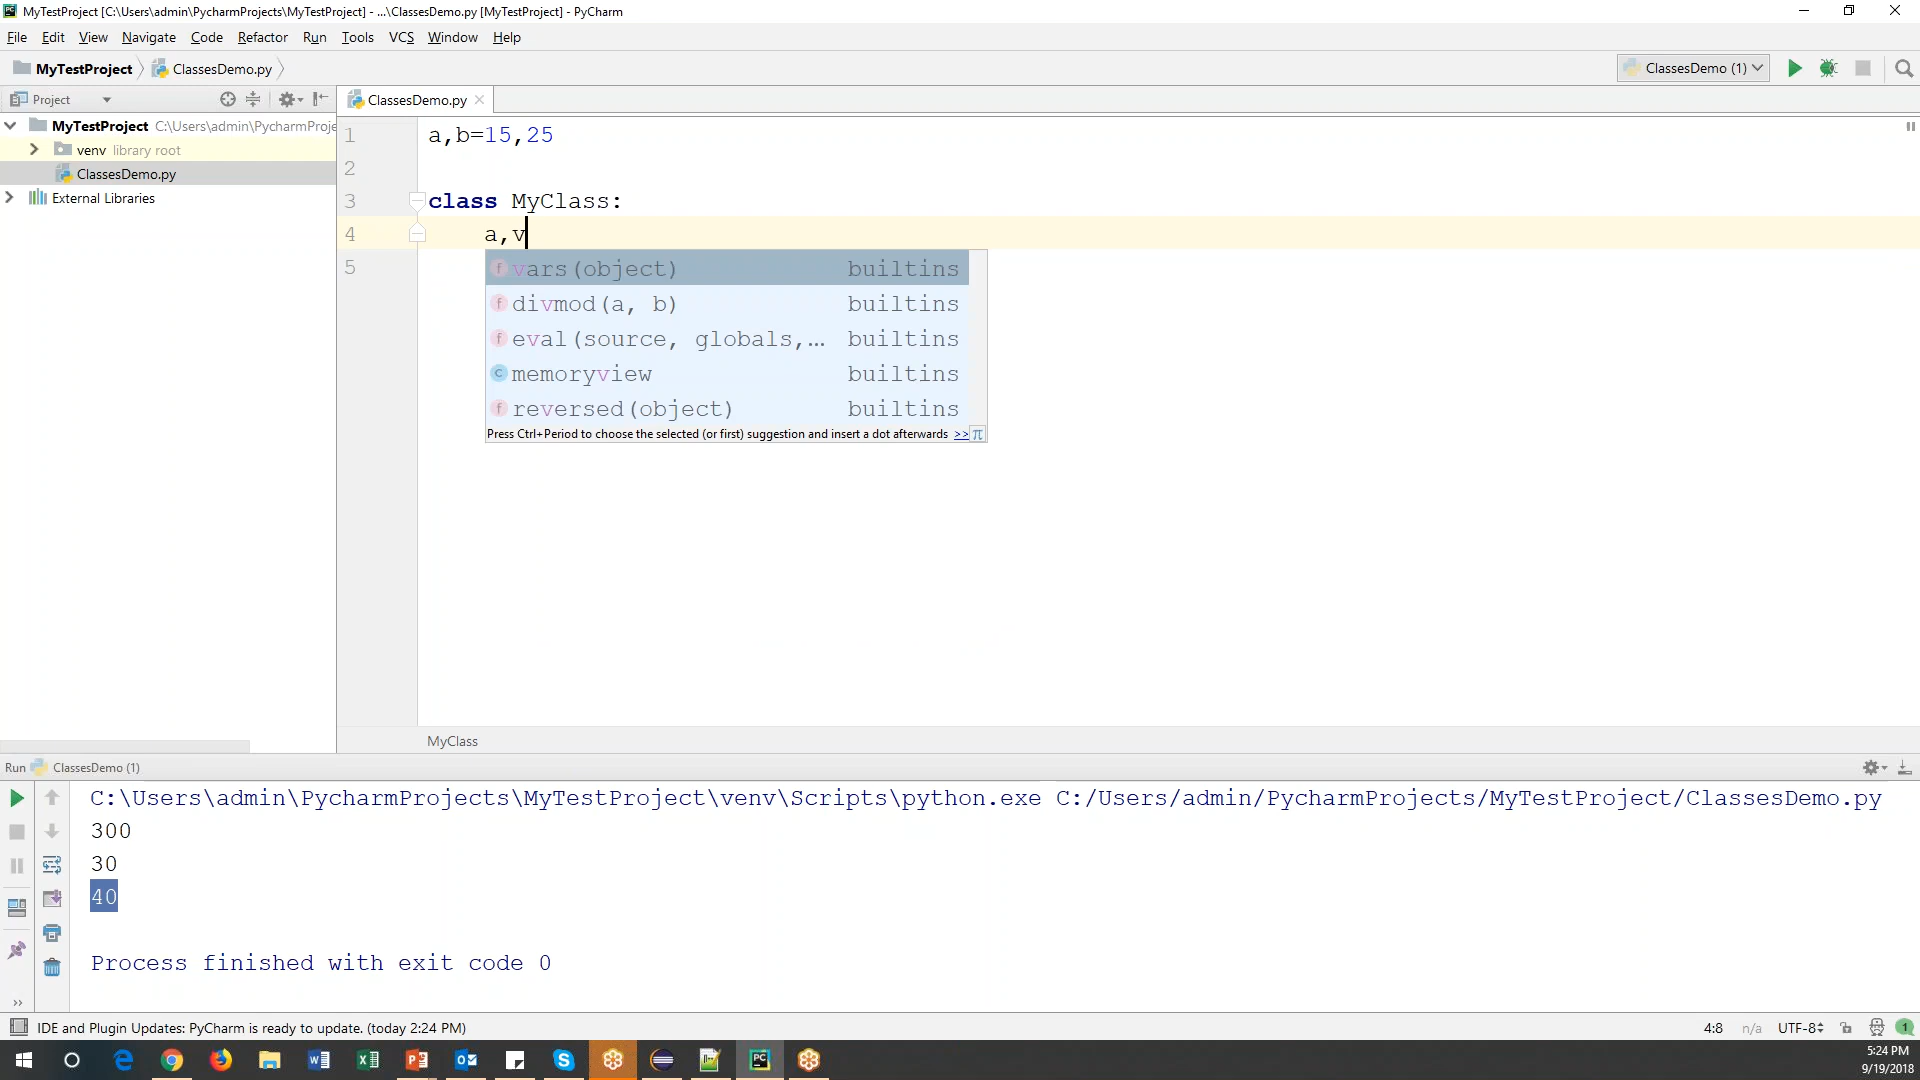 MyTestProject [C:\Users\admin\PycharmProjects\MyTestProject] - ...\ClassesDemo.py [MyTestProject] - PyCharm
File Edit View Navigate Code Refactor Run Tools VCS Window Help
MyTestProject ClassesDemo.py ClassesDemo (1)
Project ClassesDemo.py
MyTestProject C:\Users\admin\PycharmProje
venv library root
ClassesDemo.py
External Libraries
1 a,b=15,25
2
3 class MyClass:
4 a,v
5
vars(object) builtins
divmod(a, b) builtins
eval(source, globals,... builtins
memoryview builtins
reversed(object) builtins
Press Ctrl+Period to choose the selected (or first) suggestion and insert a dot afterwards >> π
MyClass
Run ClassesDemo (1)
C:\Users\admin\PycharmProjects\MyTestProject\venv\Scripts\python.exe C:/Users/admin/PycharmProjects/MyTestProject/ClassesDemo.py
300
30
40
Process finished with exit code 0
IDE and Plugin Updates: PyCharm is ready to update. (today 2:24 PM) 4:8 n/a UTF-8 1
5:24 PM
9/19/2018